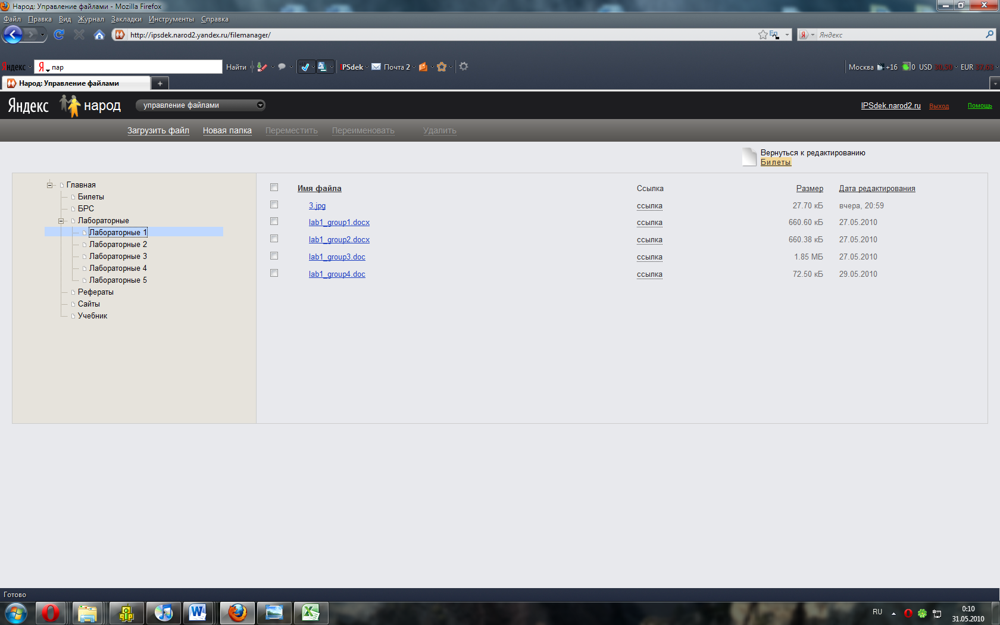 Народ: Управление файлами - Mozilla Firefox
Файл Правка Вид Журнал Закладки Инструменты Справка
http://ipsdek.narod2.yandex.ru/filemanager/
Яндекс
Яндекс Я пар Найти IPSdek Почта 2 Москва +16 0 USD 30.50 EUR 37.63
Народ: Управление файлами
Яндекс народ управление файлами IPSdek.narod2.ru Выход Помощь
Загрузить файл Новая папка Переместить Переименовать Удалить
Вернуться к редактированию
Билеты
Главная
Билеты
БРС
Лабораторные
Лабораторные 1
Лабораторные 2
Лабораторные 3
Лабораторные 4
Лабораторные 5
Рефераты
Сайты
Учебник
Имя файла Ссылка Размер Дата редактирования
3.jpg ссылка 27.70 кБ вчера, 20:59
lab1_group1.docx ссылка 660.60 кБ 27.05.2010
lab1_group2.docx ссылка 660.38 кБ 27.05.2010
lab1_group3.doc ссылка 1.85 МБ 27.05.2010
lab1_group4.doc ссылка 72.50 кБ 29.05.2010
Готово
RU
0:10
31.05.2010